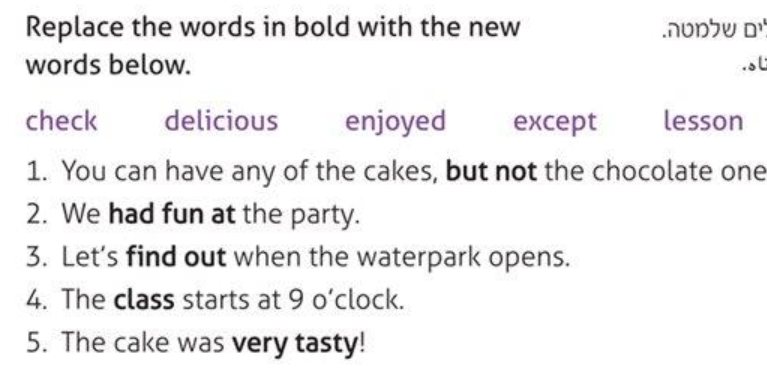 Replace the words in bold with the new
words below.
שלמטה.
check delicious enjoyed except lesson
1. You can have any of the cakes, but not the chocolate one
2. We had fun at the party.
3. Let's find out when the waterpark opens.
4. The class starts at 9 o'clock.
5. The cake was very tasty!